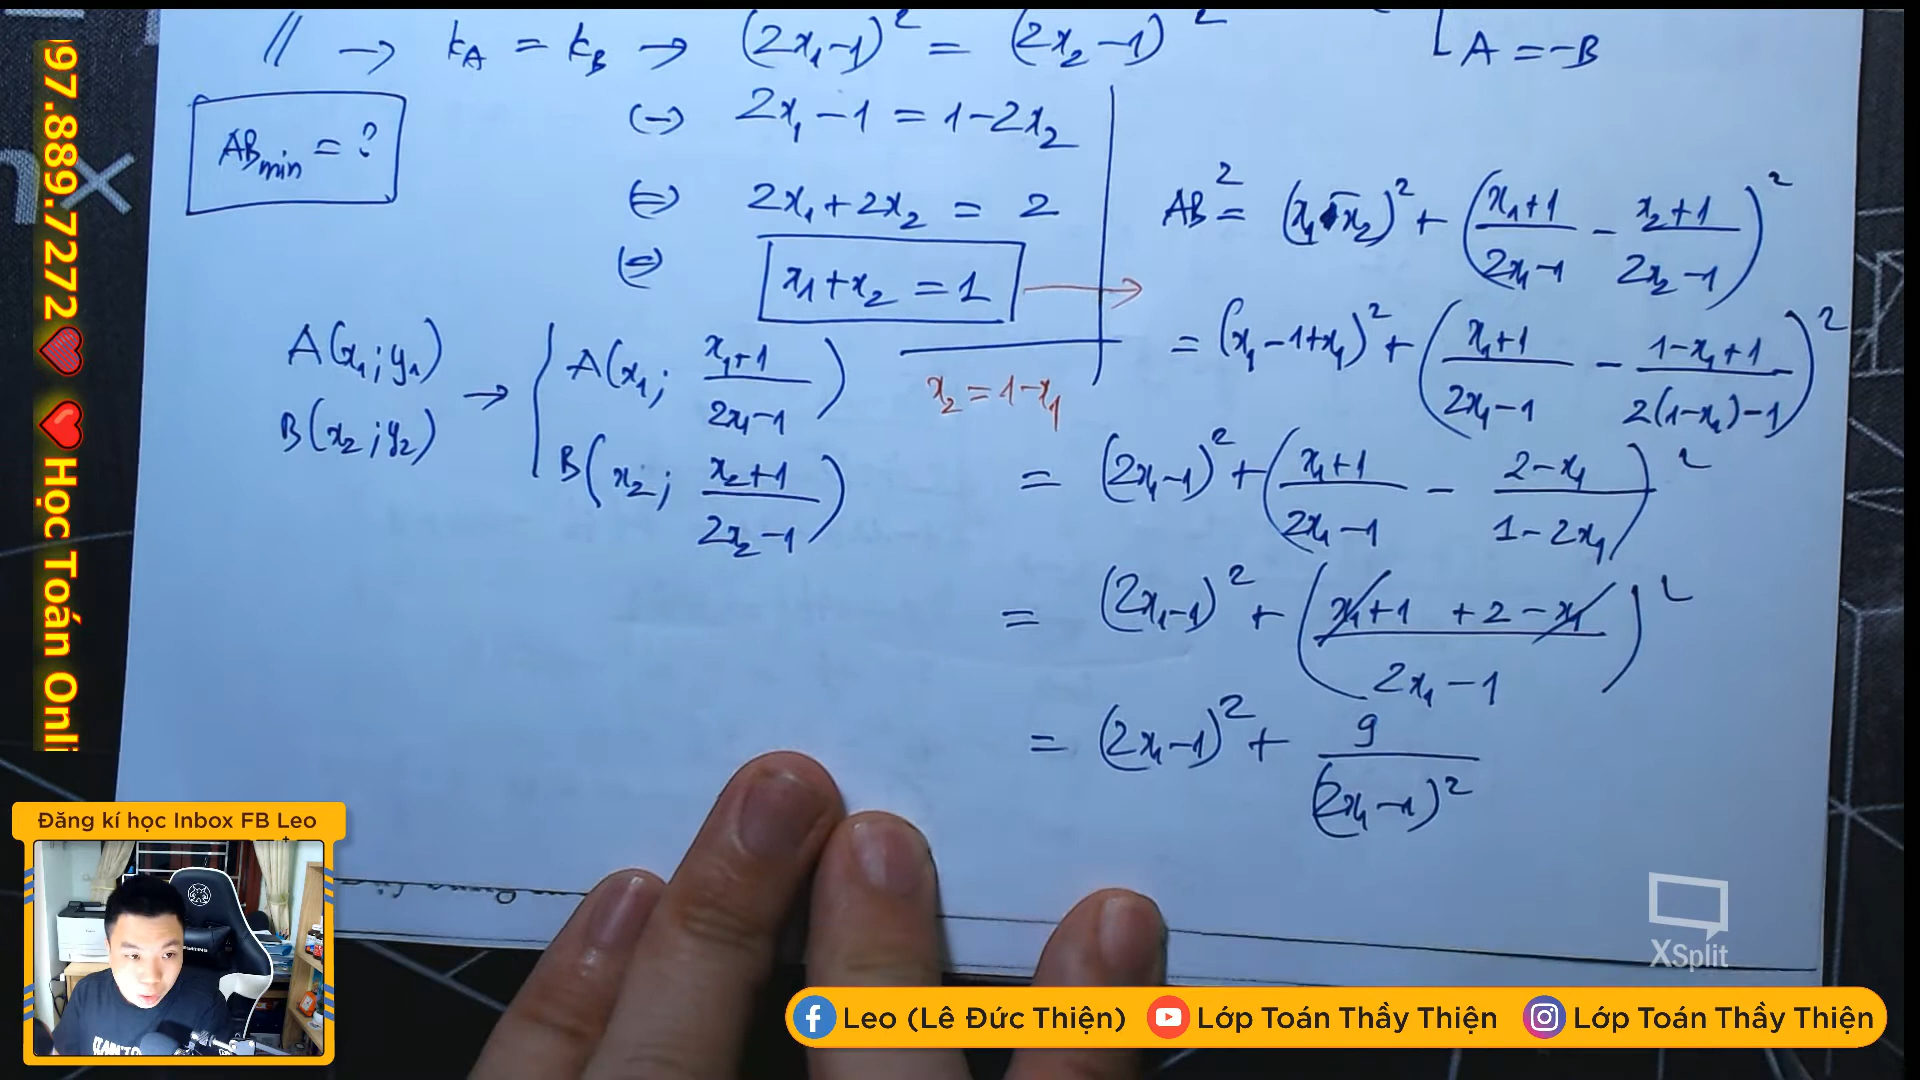 // → k_A = k_B → (2x₁-1)² = (2x₂-1)²
A = -B
AB_min = ?
(→) 2x₁-1 = 1-2x₂
(=) 2x₁+2x₂ = 2
(=) x₁+x₂ = 1 →
x₂ = 1-x₁
A(x₁; y₁)
B(x₂; y₂)
→ { A(x₁; (x₁+1)/(2x₁-1))
B(x₂; (x₂+1)/(2x₂-1))
AB² = (x₁-x₂)² + ((x₁+1)/(2x₁-1) - (x₂+1)/(2x₂-1))²
= (x₁-1+x₁)² + ((x₁+1)/(2x₁-1) - (1-x₁+1)/(2(1-x₁)-1))²
= (2x₁-1)² + ((x₁+1)/(2x₁-1) - (2-x₁)/(1-2x₁))²
= (2x₁-1)² + ((x₁+1+2-x₁)/(2x₁-1))²
= (2x₁-1)² + 9/(2x₁-1)²
97.889.7272 ❤ ❤ Học Toán Onli
Đăng kí học Inbox FB Leo
XSplit
Leo (Lê Đức Thiện) Lớp Toán Thầy Thiện Lớp Toán Thầy Thiện